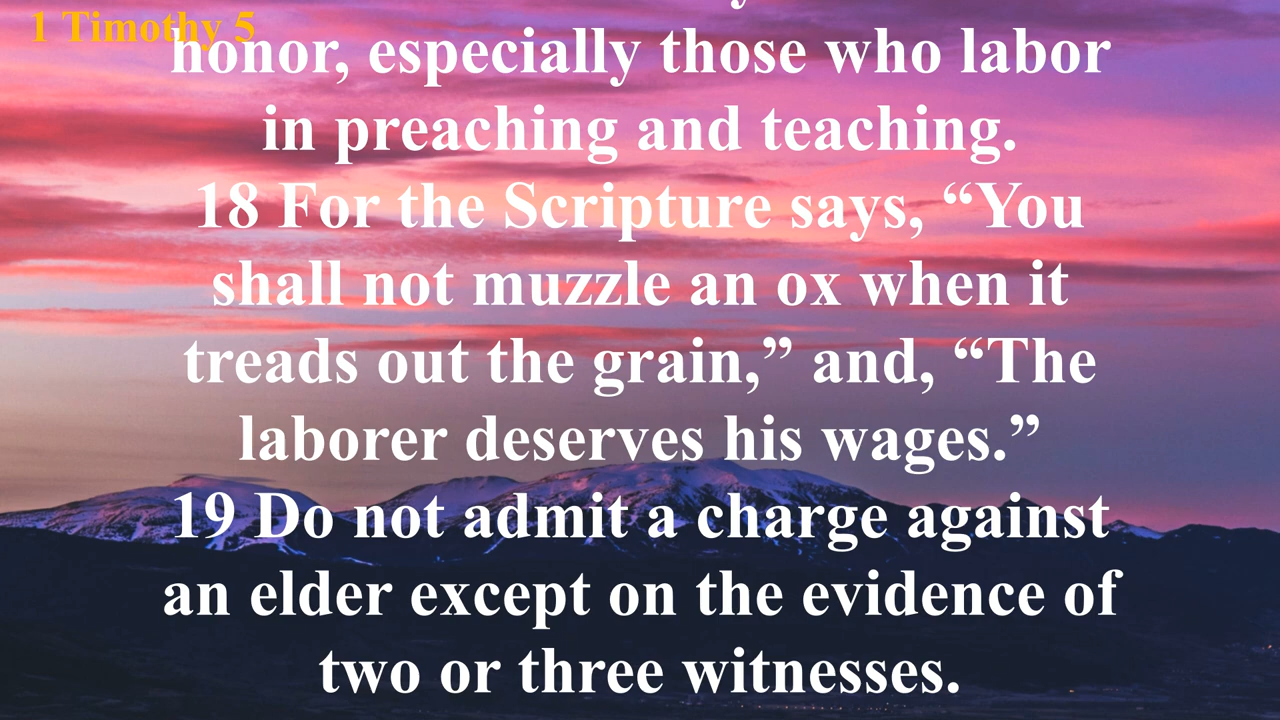 1 Timothy 5
honor, especially those who labor
in preaching and teaching.
18 For the Scripture says, “You
shall not muzzle an ox when it
treads out the grain,” and, “The
laborer deserves his wages.”
19 Do not admit a charge against
an elder except on the evidence of
two or three witnesses.